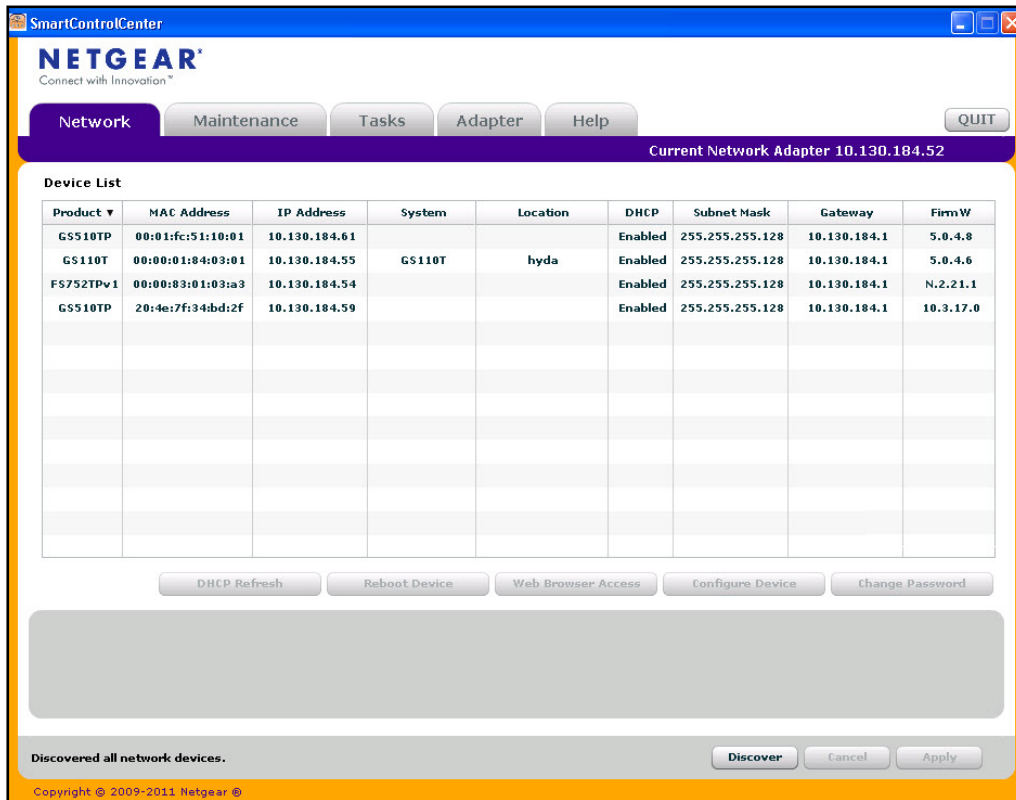 SmartControlCenter
NETGEAR®
Connect with Innovation™
Network Maintenance Tasks Adapter Help QUIT
Current Network Adapter 10.130.184.52
Device List
Product ▼ MAC Address IP Address System Location DHCP Subnet Mask Gateway FirmW
GS510TP 00:01:fc:51:10:01 10.130.184.61 Enabled 255.255.255.128 10.130.184.1 5.0.4.8
GS110T 00:00:01:84:03:01 10.130.184.55 GS110T hyda Enabled 255.255.255.128 10.130.184.1 5.0.4.6
FS752TPv1 00:00:83:01:03:a3 10.130.184.54 Enabled 255.255.255.128 10.130.184.1 N.2.21.1
GS510TP 20:4e:7f:34:bd:2f 10.130.184.59 Enabled 255.255.255.128 10.130.184.1 10.3.17.0
DHCP Refresh Reboot Device Web Browser Access Configure Device Change Password
Discovered all network devices. Discover Cancel Apply
Copyright © 2009-2011 Netgear ®